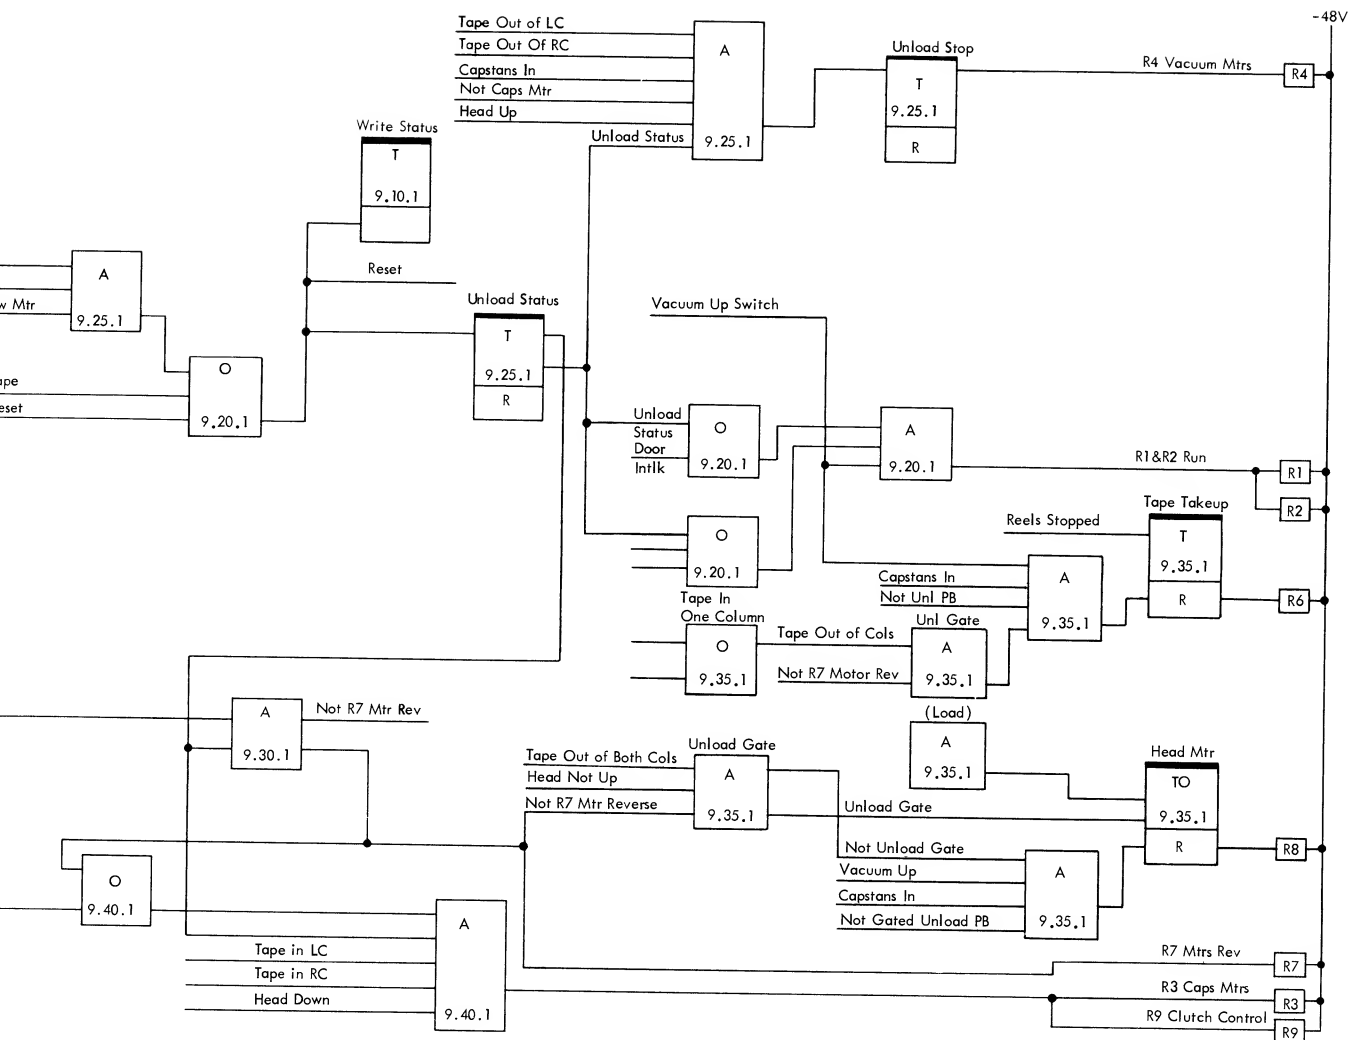 -48V
Tape Out of LC
Tape Out Of RC
Capstans In
Not Caps Mtr
Head Up
Unload Status
A
9.25.1
Unload Stop
T
9.25.1
R
R4 Vacuum Mtrs
R4
Write Status
T
9.10.1
Reset
A
9.25.1
w Mtr
O
9.20.1
ape
eset
Unload Status
T
9.25.1
R
Vacuum Up Switch
Unload
Status
Door
Intlk
O
9.20.1
A
9.20.1
R1&R2 Run
R1
R2
O
9.20.1
Reels Stopped
Tape Takeup
T
9.35.1
R
R6
Capstans In
Not Unl PB
A
9.35.1
Tape In
One Column
O
9.35.1
Tape Out of Cols
Not R7 Motor Rev
Unl Gate
A
9.35.1
A
9.30.1
Not R7 Mtr Rev
(Load)
A
9.35.1
Tape Out of Both Cols
Head Not Up
Not R7 Mtr Reverse
Unload Gate
A
9.35.1
Unload Gate
Head Mtr
TO
9.35.1
R
R8
Not Unload Gate
Vacuum Up
Capstans In
Not Gated Unload PB
A
9.35.1
O
9.40.1
Tape in LC
Tape in RC
Head Down
A
9.40.1
R7 Mtrs Rev
R7
R3 Caps Mtrs
R3
R9 Clutch Control
R9